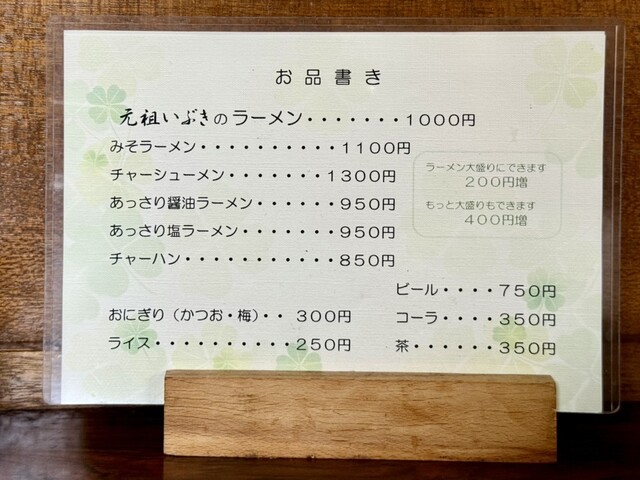 お品書き
元祖いぶきのラーメン・・・・・・・1000円
みそラーメン・・・・・・・・・・1100円
チャーシューメン・・・・・・・1300円
あっさり醤油ラーメン・・・・・・950円
あっさり塩ラーメン・・・・・・・950円
チャーハン・・・・・・・・・・・850円
ラーメン大盛りにできます
200円増
もっと大盛りもできます
400円増
おにぎり（かつお・梅）・・300円
ライス・・・・・・・・・・250円
ビール・・・・750円
コーラ・・・・350円
茶・・・・・・350円